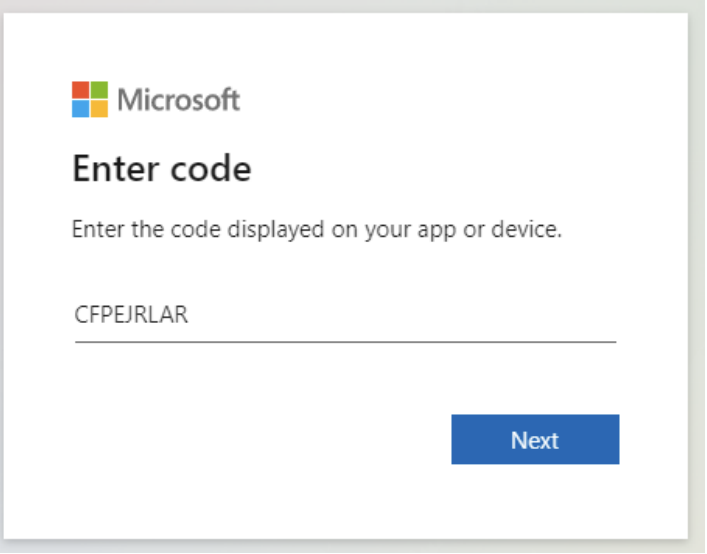 Microsoft
Enter code
Enter the code displayed on your app or device.
CFPEJRLAR
Next